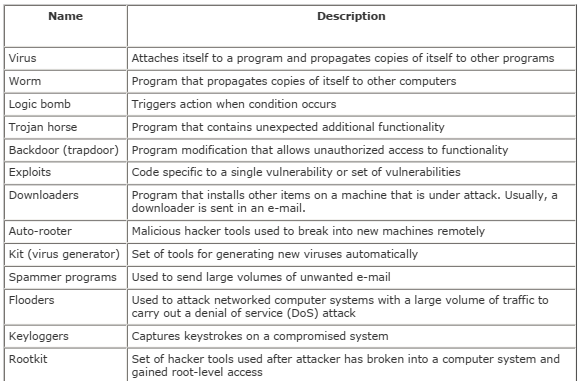 Name Description
Virus Attaches itself to a program and propagates copies of itself to other programs
Worm Program that propagates copies of itself to other computers
Logic bomb Triggers action when condition occurs
Trojan horse Program that contains unexpected additional functionality
Backdoor (trapdoor) Program modification that allows unauthorized access to functionality
Exploits Code specific to a single vulnerability or set of vulnerabilities
Downloaders Program that installs other items on a machine that is under attack. Usually, a
downloader is sent in an e-mail.
Auto-rooter Malicious hacker tools used to break into new machines remotely
Kit (virus generator) Set of tools for generating new viruses automatically
Spammer programs Used to send large volumes of unwanted e-mail
Flooders Used to attack networked computer systems with a large volume of traffic to
carry out a denial of service (DoS) attack
Keyloggers Captures keystrokes on a compromised system
Rootkit Set of hacker tools used after attacker has broken into a computer system and
gained root-level access